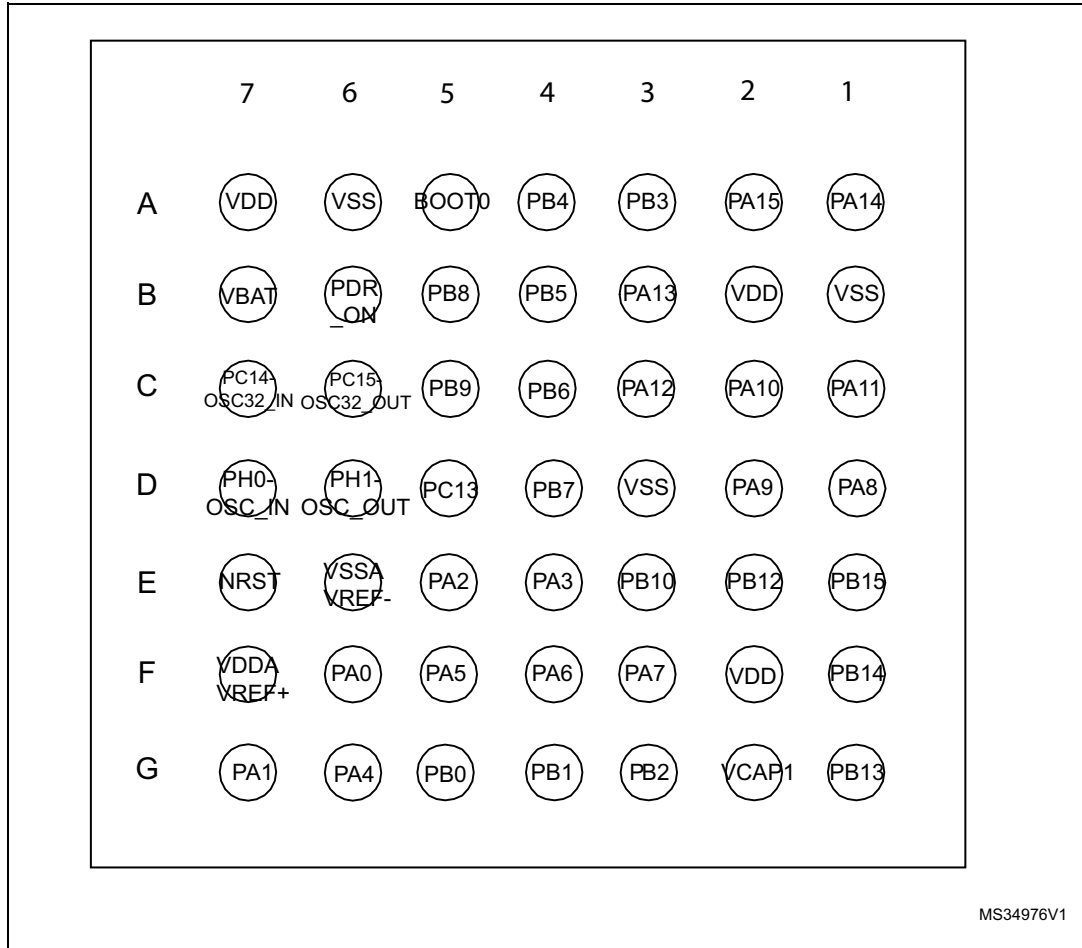 7 6 5 4 3 2 1
A VDD VSS BOOT0 PB4 PB3 PA15 PA14
B VBAT PDR PB8 PB5 PA13 VDD VSS
_ON
C PC14- PC15- PB9 PB6 PA12 PA10 PA11
OSC32_IN OSC32_OUT
D PH0- PH1- PC13 PB7 VSS PA9 PA8
OSC_IN OSC_OUT
E NRST VSSA PA2 PA3 PB10 PB12 PB15
VREF-
F VDDA PA0 PA5 PA6 PA7 VDD PB14
VREF+
G PA1 PA4 PB0 PB1 PB2 VCAP1 PB13
MS34976V1